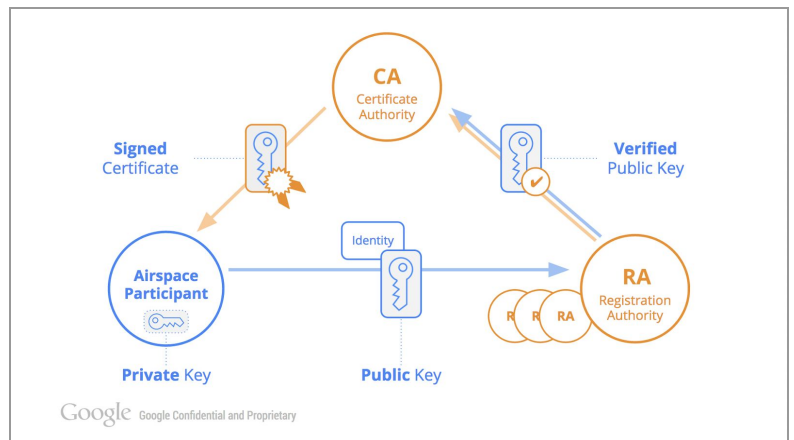 CA
Certificate
Authority
Signed
Certificate
Verified
Public Key
Identity
Airspace
Participant
RA
Registration
Authority
R
R
RA
Private Key
Public Key
Google Google Confidential and Proprietary